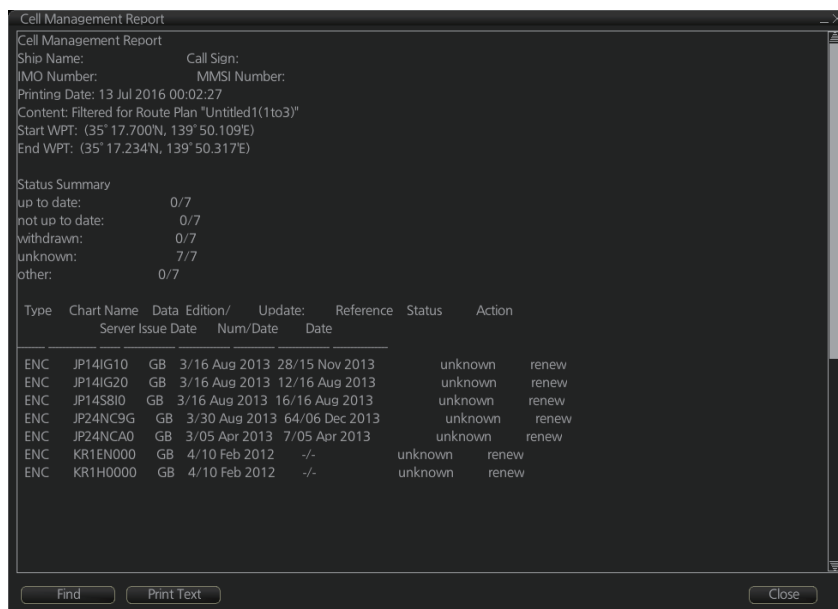 Cell Management Report
Cell Management Report
Ship Name: Call Sign:
IMO Number: MMSI Number:
Printing Date: 13 Jul 2016 00:02:27
Content: Filtered for Route Plan "Untitled1(1to3)"
Start WPT: (35°17.700'N, 139°50.109'E)
End WPT: (35°17.234'N, 139°50.317'E)
Status Summary
up to date: 0/7
not up to date: 0/7
withdrawn: 0/7
unknown: 7/7
other: 0/7
Type Chart Name Data Edition/ Update: Reference Status Action
Server Issue Date Num/Date Date
ENC JP14IG10 GB 3/16 Aug 2013 28/15 Nov 2013 unknown renew
ENC JP14IG20 GB 3/16 Aug 2013 12/16 Aug 2013 unknown renew
ENC JP14S8I0 GB 3/16 Aug 2013 16/16 Aug 2013 unknown renew
ENC JP24NC9G GB 3/30 Aug 2013 64/06 Dec 2013 unknown renew
ENC JP24NCA0 GB 3/05 Apr 2013 7/05 Apr 2013 unknown renew
ENC KR1EN000 GB 4/10 Feb 2012 -/- unknown renew
ENC KR1H0000 GB 4/10 Feb 2012 -/- unknown renew
Find Print Text Close